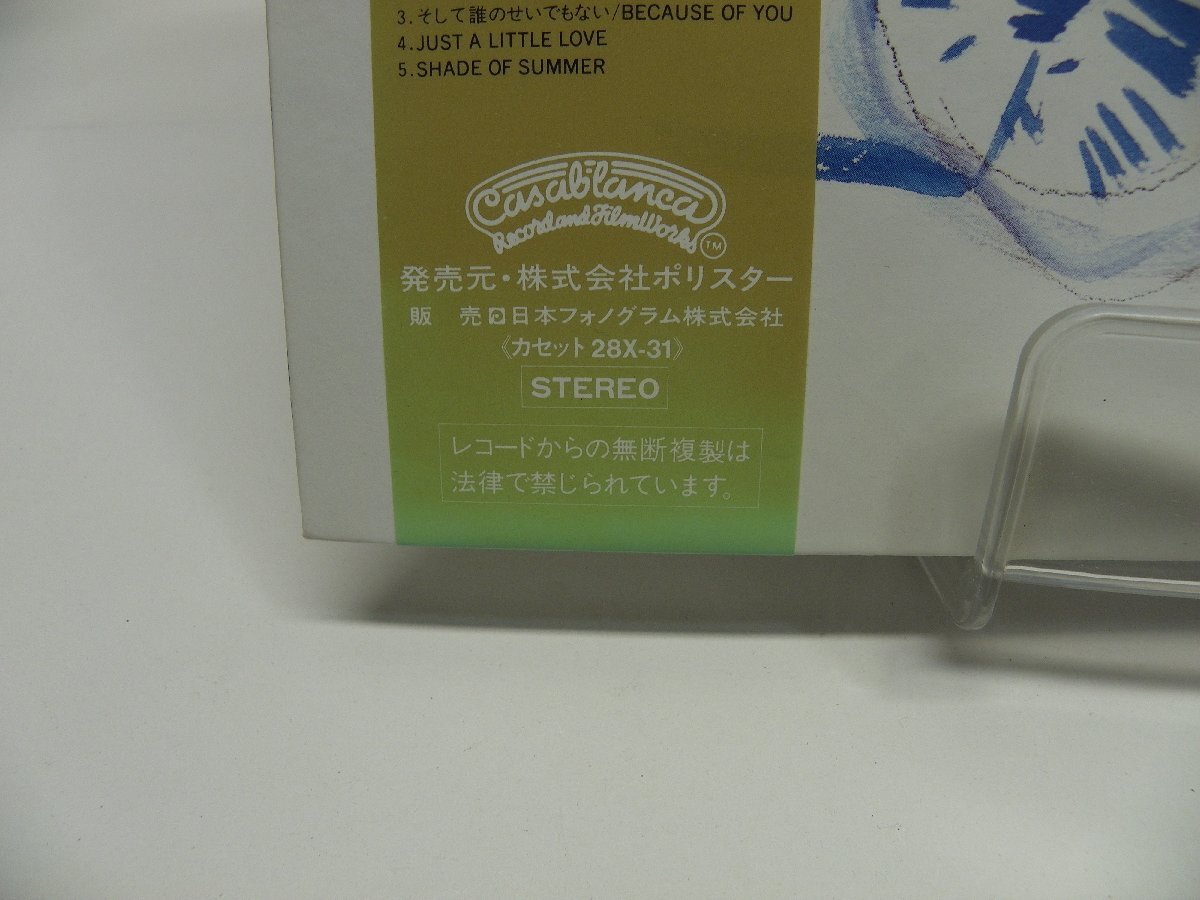 3.そして誰のせいでもない/BECAUSE OF YOU
4.JUST A LITTLE LOVE
5.SHADE OF SUMMER
Casablanca
Record and FilmWorks TM
発売元・株式会社ポリスター
販 売 日本フォノグラム株式会社
《カセット 28X-31》
STEREO
レコードからの無断複製は
法律で禁じられています。